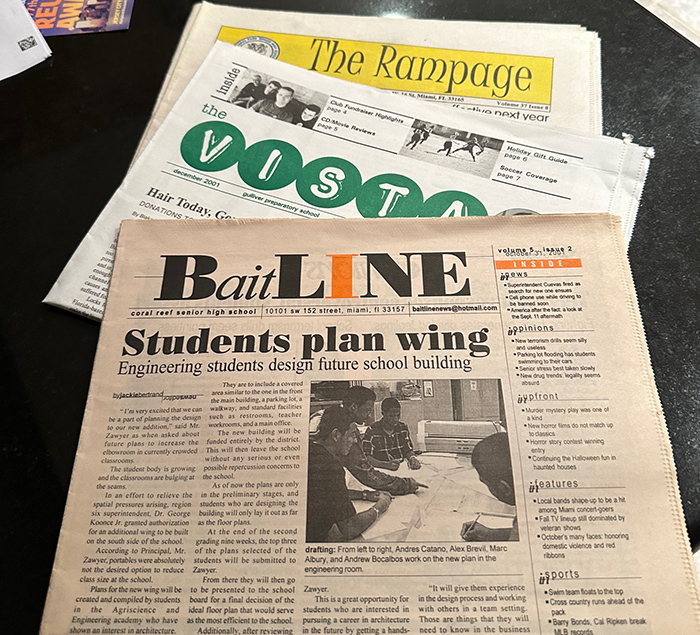 The Rampage
St, Miami, FL 33165
Volume 37 Issue 8
next year
Inside
Club Fundraiser Highlights
page 4
CD/Movie Reviews
page 5
Holiday Gift Guide
page 6
Soccer Coverage
page 7
the
VISTA
december 2001
gulliver preparatory school
Hair Today,
DONATIONS
BaitLINE
volume 5, issue 2
october 31, 2001
coral reef senior high school
10101 sw 152 street, miami, fl 33157
baitlinenews@hotmail.com
INSIDE
Students plan wing
Engineering students design future school building
byjacklebertrand
"I'm very excited that we can
be a part of planning the design
to our new addition," said Mr.
Zawyer as when asked about
future plans to increase the
elbowroom in currently crowded
classrooms.
The student body is growing
and the classrooms are bulging at
the seams.
In an effort to relieve the
spatial pressures arising, region
six superintendent, Dr. George
Koonce Jr. granted authorization
for an additional wing to be built
on the south side of the school.
According to Principal, Mr.
Zawyer, portables were absolutely
not the desired option to reduce
class size at the school.
Plans for the new wing will be
created and compiled by students
in the Agriscience and
Engineering academy who have
shown an interest in architecture.
They are to include a covered
area similar to the one in the front
the main building, a parking lot, a
walkway, and standard facilities
such as restrooms, teacher
workrooms, and a main office.
The new building will be
funded entirely by the district.
This will leave the school
without any serious or even
possible repercussion concerns to
the school.
As of now the plans are only
in the preliminary stages, and
students who are designing the
building will only lay it out as far
as the floor plans.
At the end of the second
grading nine weeks, the top three
of the plans selected of the
students will be submitted to
Zawyer.
From there they will then go
to be presented to the school
board for a final decision of the
ideal floor plan that would serve
as the most efficient to the school.
Additionally, after reviewing
drafting: From left to right, Andres Catano, Alex Brevil, Marc
Albury, and Andrew Bocalbos work on the new plan in the
engineering room.
Zawyer.
This is a great opportunity for
students who are interested in
pursuing a career in architecture
in the future by getting a hands-
"It will give them experience
in the design process and working
with others in a team setting.
Those are things that they will
need to know in the business
in news
Superintendent Cuevas fired as
search for new one ensues
Cell phone use while driving to
be banned soon
America after the fact: a look at
the Sept. 11 aftermath
in opinions
New terrorism drills seem silly
and useless
Parking lot flooding has students
swimming to their cars
Senior stress best taken slowly
New drug trends: legally seems
absurd
upfront
Murder mystery play was one of
a kind
New horror films do not match up
to classics
Horror story contest winning
entry
Continuing the Halloween fun in
haunted houses
in features
Local bands shape-up to be a hit
among Miami concert-goers
Fall TV lineup still dominated by
veteran shows
October's many faces: honoring
domestic violence and red
ribbons
in sports
Swim team floats to the top
Cross country runs ahead of the
pack
Barry Bonds, Cal Ripken break
MLB records